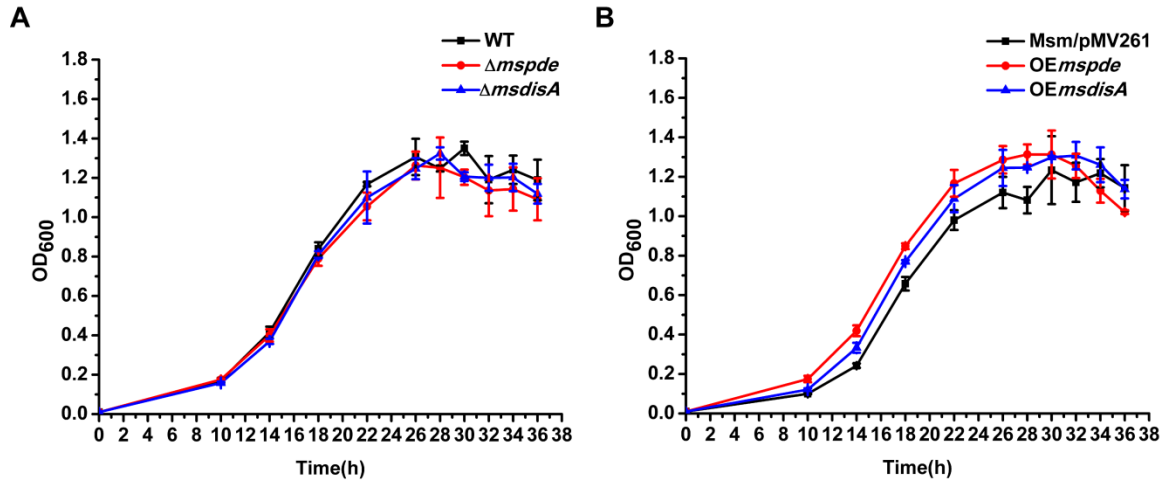 A
WT
Δmspde
ΔmsdisA
1.8
1.6
1.4
1.2
1.0
0.8
0.6
0.4
0.2
0.0
OD600
0 2 4 6 8 10 12 14 16 18 20 22 24 26 28 30 32 34 36 38
Time(h)
B
Msm/pMV261
OEmspde
OEmsdisA
1.8
1.6
1.4
1.2
1.0
0.8
0.6
0.4
0.2
0.0
OD600
0 2 4 6 8 10 12 14 16 18 20 22 24 26 28 30 32 34 36 38
Time(h)